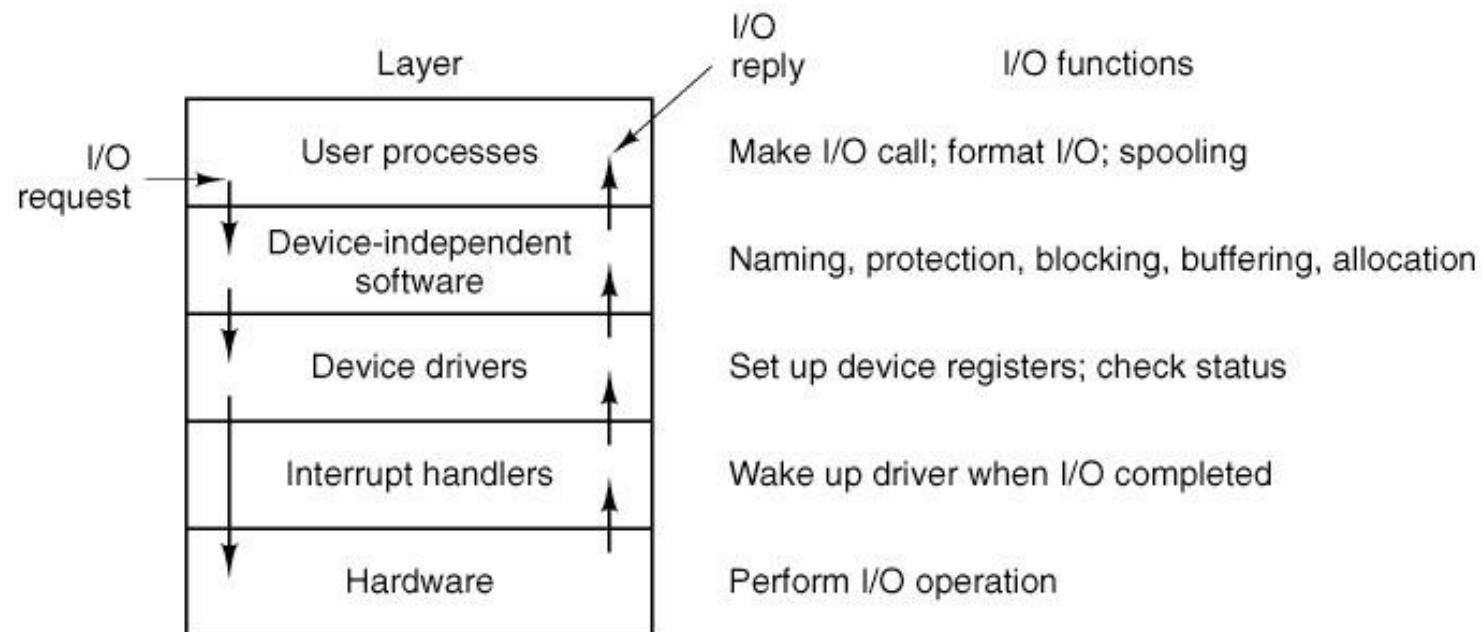 Layer
I/O
reply
I/O functions
I/O
request
User processes
Make I/O call; format I/O; spooling
Device-independent
software
Naming, protection, blocking, buffering, allocation
Device drivers
Set up device registers; check status
Interrupt handlers
Wake up driver when I/O completed
Hardware
Perform I/O operation